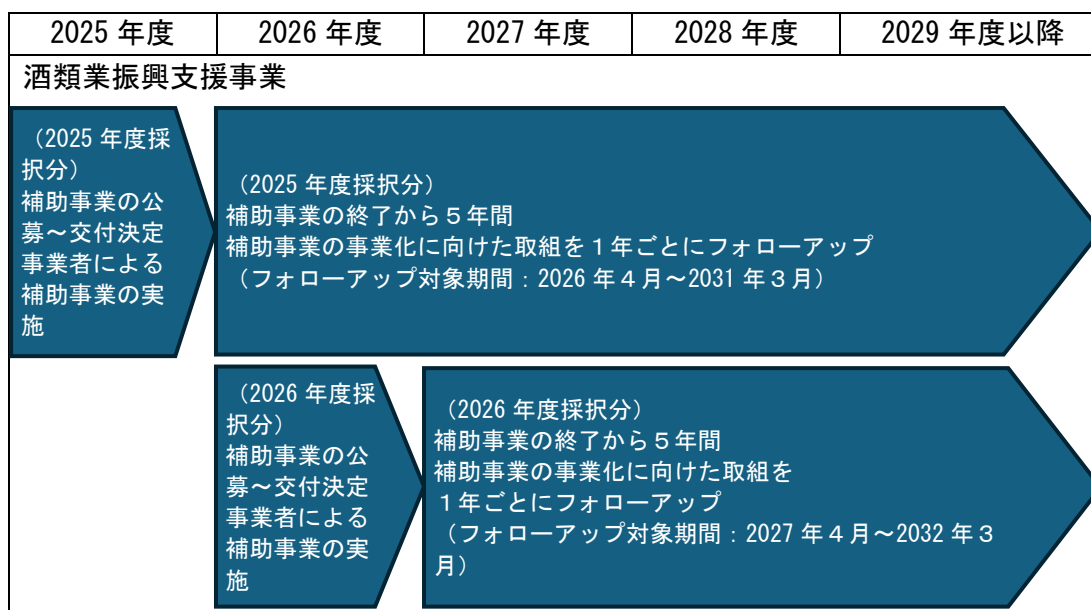 2025 年度 2026 年度 2027 年度 2028 年度 2029 年度以降
酒類業振興支援事業
（2025 年度採
択分）
補助事業の公
募～交付決定
事業者による
補助事業の実
施
（2025 年度採択分）
補助事業の終了から５年間
補助事業の事業化に向けた取組を１年ごとにフォローアップ
（フォローアップ対象期間：2026 年４月～2031 年３月）
（2026 年度採
択分）
補助事業の公
募～交付決定
事業者による
補助事業の実
施
（2026 年度採択分）
補助事業の終了から５年間
補助事業の事業化に向けた取組を
１年ごとにフォローアップ
（フォローアップ対象期間：2027 年４月～2032 年３
月）